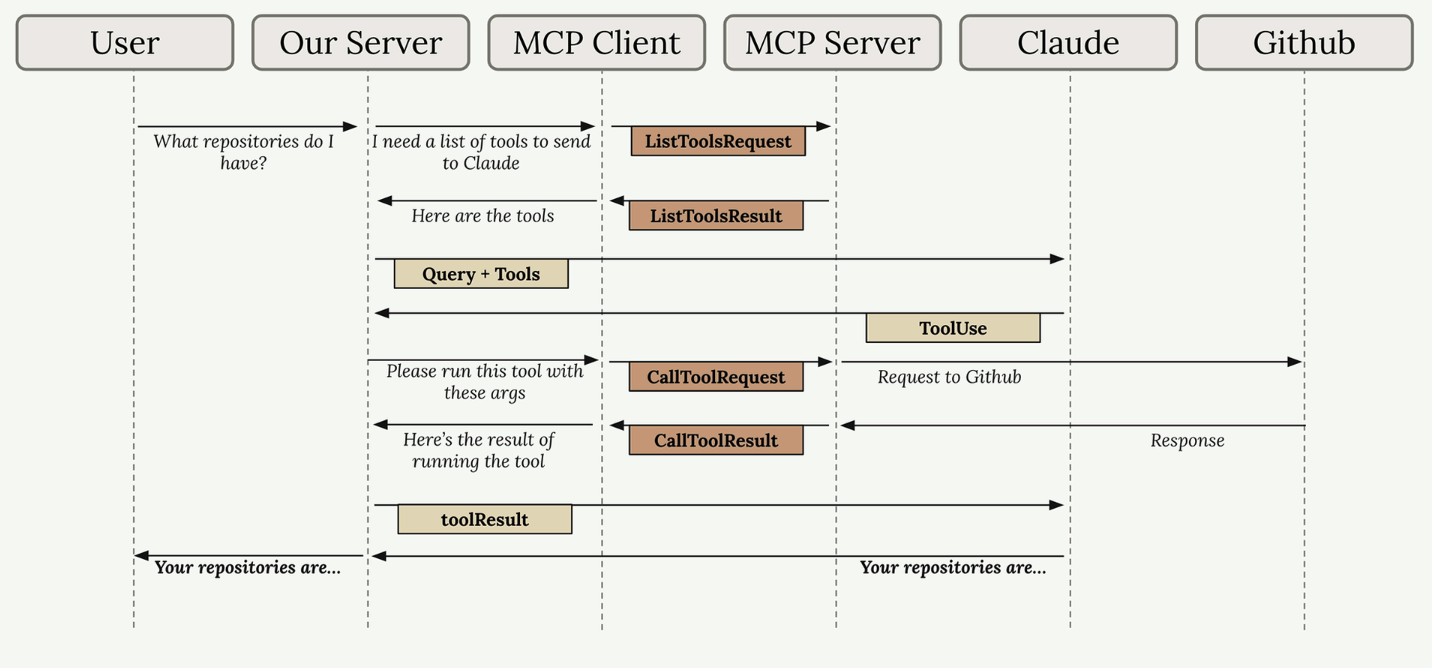 User
Our Server
MCP Client
MCP Server
Claude
Github
What repositories do I
have?
I need a list of tools to send
to Claude
ListToolsRequest
Here are the tools
ListToolsResult
Query + Tools
ToolUse
Please run this tool with
these args
CallToolRequest
Request to Github
Here’s the result of
running the tool
CallToolResult
Response
toolResult
Your repositories are...
Your repositories are...